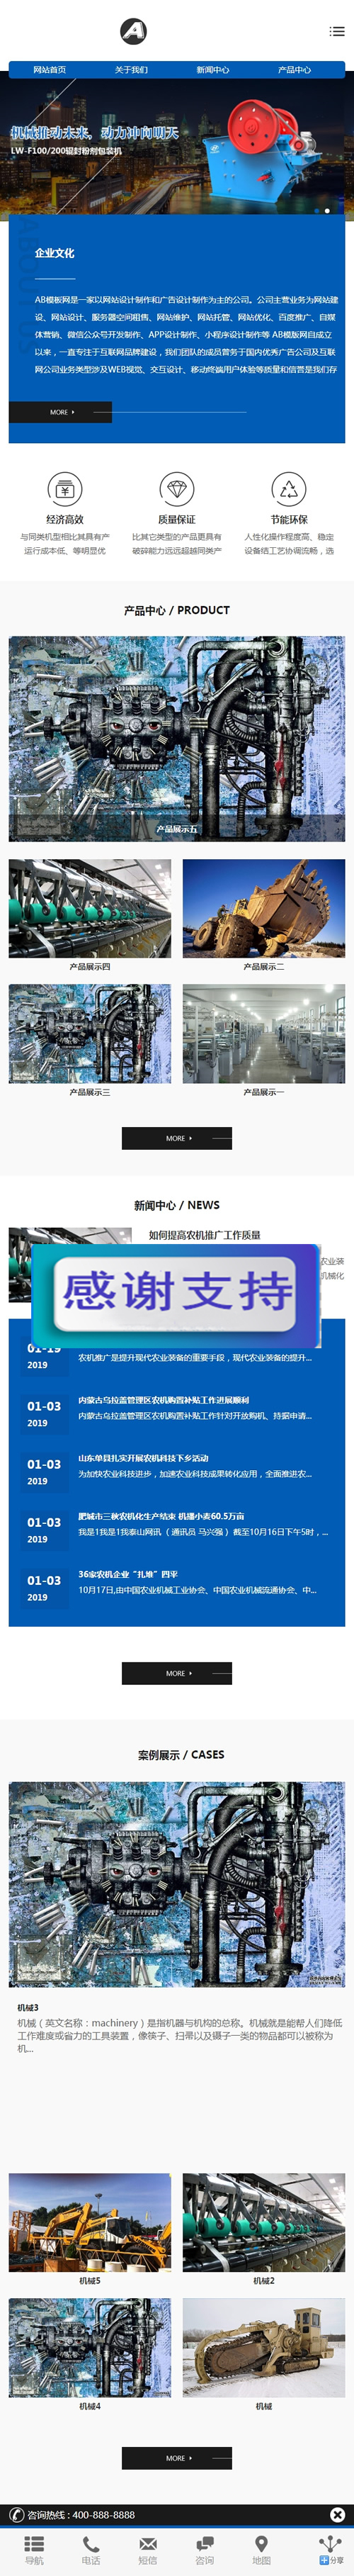 A
网站首页 关于我们 新闻中心 产品中心
机械推动未来，动力冲向明天
LW-F100/200辊封粉剂包装机
ABOUT US
企业文化
AB模板网是一家以网站设计制作和广告设计制作为主的公司。公司主营业务为网站建
设、网站设计、服务器空间租售、网站维护、网站托管、网站优化、百度推广、自媒
体营销、微信公众号开发制作、APP设计制作、小程序设计制作等 AB模版网自成立
以来，一直专注于互联网品牌建设，我们团队的成员曾务于国内优秀广告公司及互联
网公司业务类型涉及WEB视觉、交互设计、移动终端用户体验等质量和信誉是我们存
MORE
经济高效 质量保证 节能环保
与同类机型相比其具有产 比其它类型的产品更具有 人性化操作程度高、稳定
运行成本低、等明显优 破碎能力远远超越同类产 设备结工艺协调流畅，选
产品中心 / PRODUCT
产品展示五
产品展示四 产品展示二
产品展示三 产品展示一
MORE
新闻中心 / NEWS
如何提高农机推广工作质量
农业装
机械化
感谢支持
01-19
2019
农机推广是提升现代农业装备的重要手段，现代农业装备的提升...
01-03
2019
内蒙古乌拉盖管理区农机购置补贴工作进展顺利
内蒙古乌拉盖管理区农机购置补贴工作针对开放购机、持据申请...
01-03
2019
山东单县扎实开展农机科技下乡活动
为加快农业科技进步，加速农业科技成果转化应用，全面推进农...
01-03
2019
肥城市三秋农机化生产结束 机播小麦60.5万亩
我是1我是1我泰山网讯 （通讯员 马兴强） 截至10月16日下午5时，...
01-03
2019
36家农机企业“扎堆”四平
10月17日,由中国农业机械工业协会、中国农业机械流通协会、中...
MORE
案例展示 / CASES
机械3
机械（英文名称：machinery）是指机器与机构的总称。机械就是能帮人们降低
工作难度或省力的工具装置，像筷子、扫帚以及镊子一类的物品都可以被称为
机...
机械5 机械2
机械4 机械
MORE
咨询热线：400-888-8888
导航 电话 短信 咨询 地图 分享